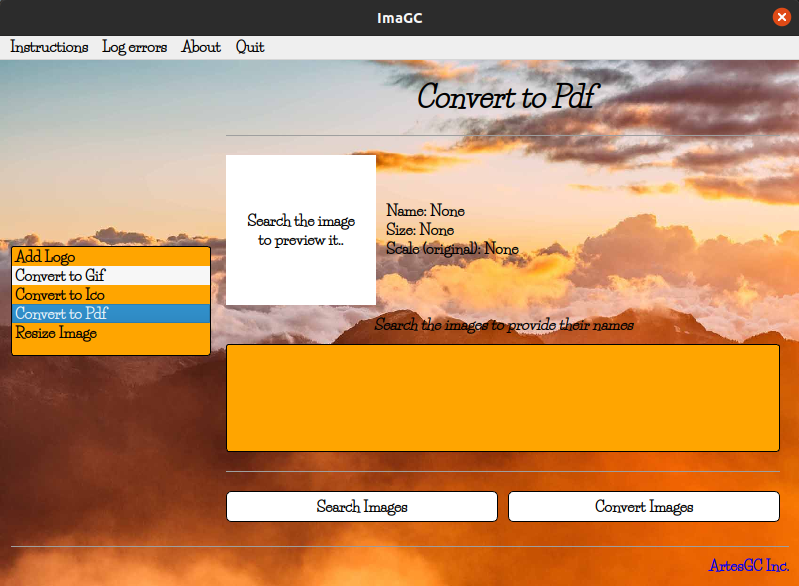 ImaGC
Instructions Log errors About Quit
Convert to Pdf
Search the image
to preview it..
Name: None
Size: None
Scale (original): None
Add Logo
Convert to Gif
Convert to Ico
Convert to Pdf
Resize Image
Search the images to provide their names
Search Images
Convert Images
ArtesGC Inc.